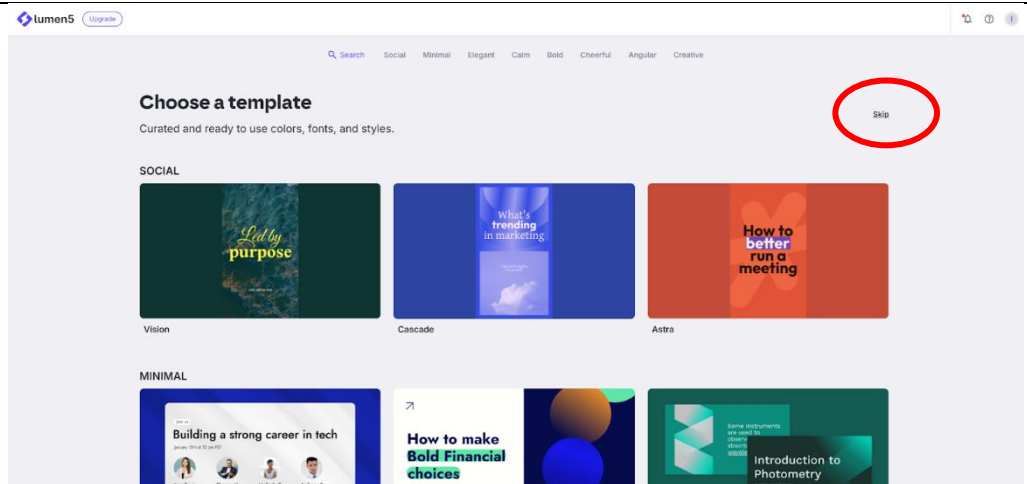 lumen5 Upgrade
I
Search Social Minimal Elegant Calm Bold Cheerful Angular Creative
Choose a template
Skip
Curated and ready to use colors, fonts, and styles.
SOCIAL
Led by
purpose
What's
trending
in marketing
How to
better
run a
meeting
Vision
Cascade
Astra
MINIMAL
Building a strong career in tech
How to make
Bold Financial
choices
Some instruments
are used to
Introduction to
Photometry